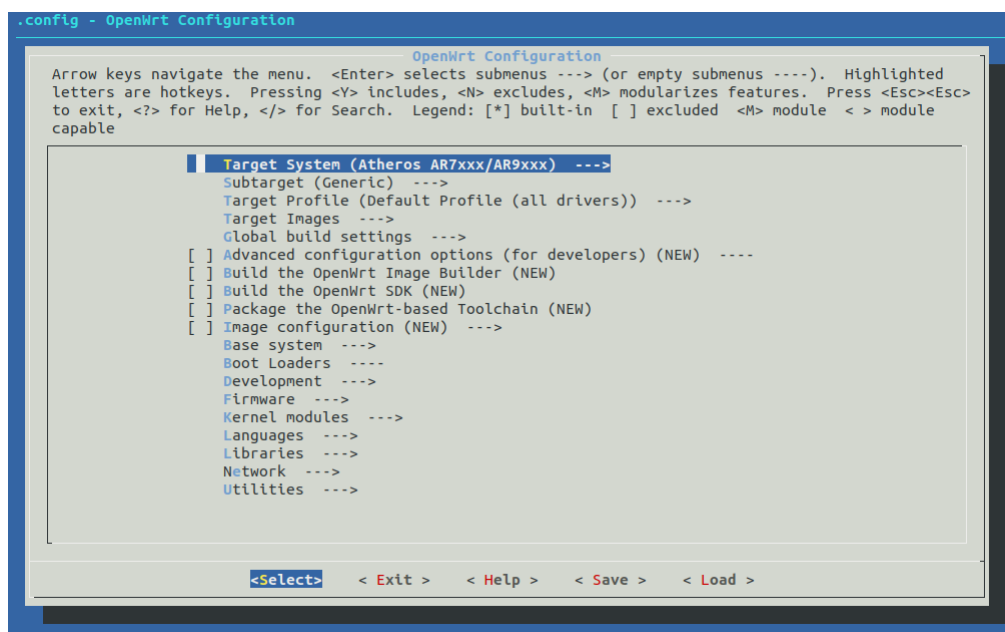 .config - OpenWrt Configuration
OpenWrt Configuration
Arrow keys navigate the menu.  <Enter> selects submenus ---> (or empty submenus ----).  Highlighted
letters are hotkeys.  Pressing <Y> includes, <N> excludes, <M> modularizes features.  Press <Esc><Esc>
to exit, <?> for Help, </> for Search.  Legend: [*] built-in  [ ] excluded  <M> module  < > module
capable
Target System (Atheros AR7xxx/AR9xxx)  --->
Subtarget (Generic)  --->
Target Profile (Default Profile (all drivers))  --->
Target Images  --->
Global build settings  --->
[ ] Advanced configuration options (for developers) (NEW)  ----
[ ] Build the OpenWrt Image Builder (NEW)
[ ] Build the OpenWrt SDK (NEW)
[ ] Package the OpenWrt-based Toolchain (NEW)
[ ] Image configuration (NEW)  --->
Base system  --->
Boot Loaders  ----
Development  --->
Firmware  --->
Kernel modules  --->
Languages  --->
Libraries  --->
Network  --->
Utilities  --->
<Select>    < Exit >    < Help >    < Save >    < Load >